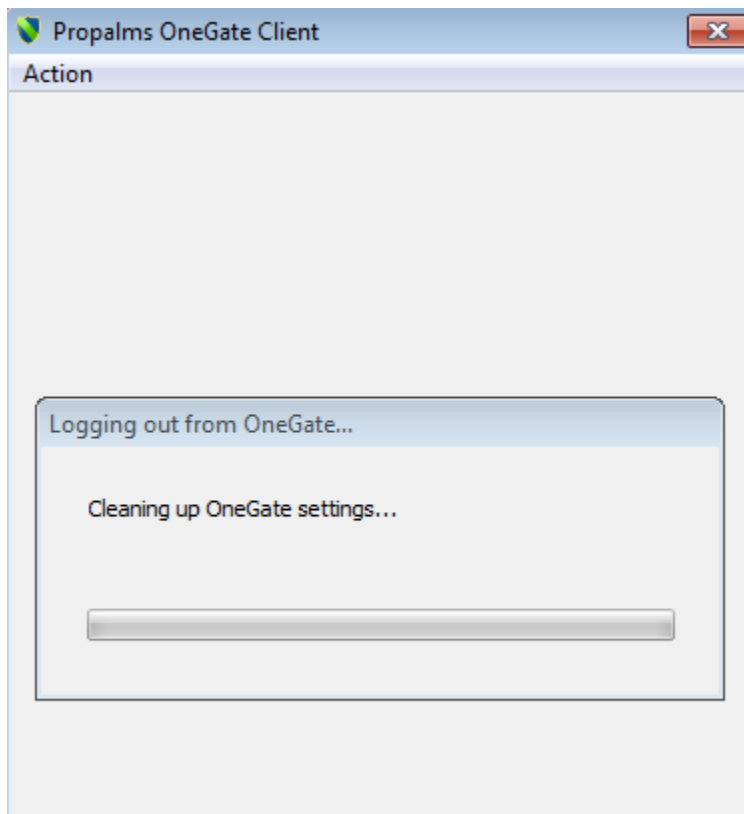 Propalms OneGate Client
Action
Logging out from OneGate...
Cleaning up OneGate settings...